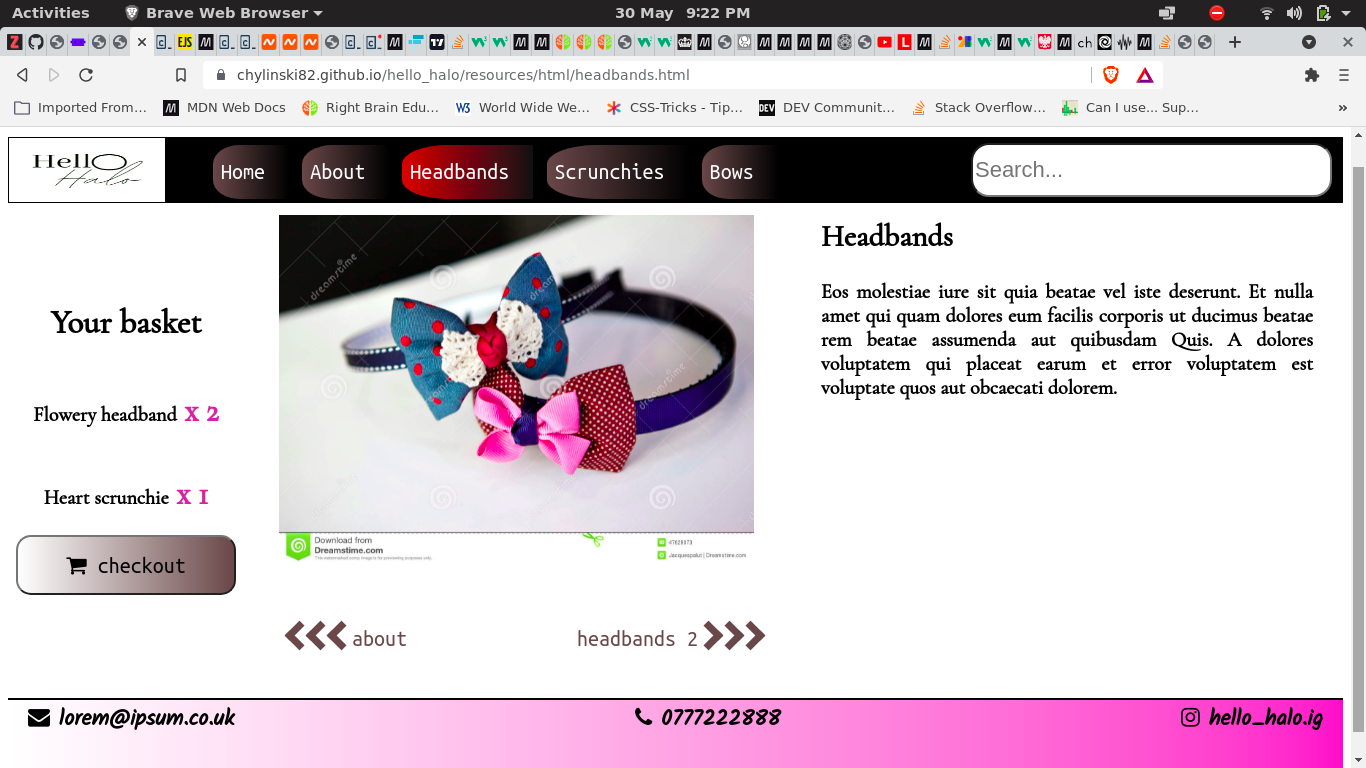 Activities
Brave Web Browser
30 May 9:22 PM
chylinski82.github.io/hello_halo/resources/html/headbands.html
Imported From…
MDN Web Docs
Right Brain Edu…
World Wide We…
CSS-Tricks - Tip…
DEV Communit…
Stack Overflow…
Can I use... Sup…
»
Hello
Halo
Home
About
Headbands
Scrunchies
Bows
Search...
Your basket
Flowery headband x 2
Heart scrunchie x 1
checkout
dreamstime
Download from
Dreamstime.com
Headbands
Eos molestiae iure sit quia beatae vel iste deserunt. Et nulla
amet qui quam dolores eum facilis corporis ut ducimus beatae
rem beatae assumenda aut quibusdam Quis. A dolores
voluptatem qui placeat earum et error voluptatem est
voluptate quos aut obcaecati dolorem.
about
headbands 2
lorem@ipsum.co.uk
0777222888
hello_halo.ig